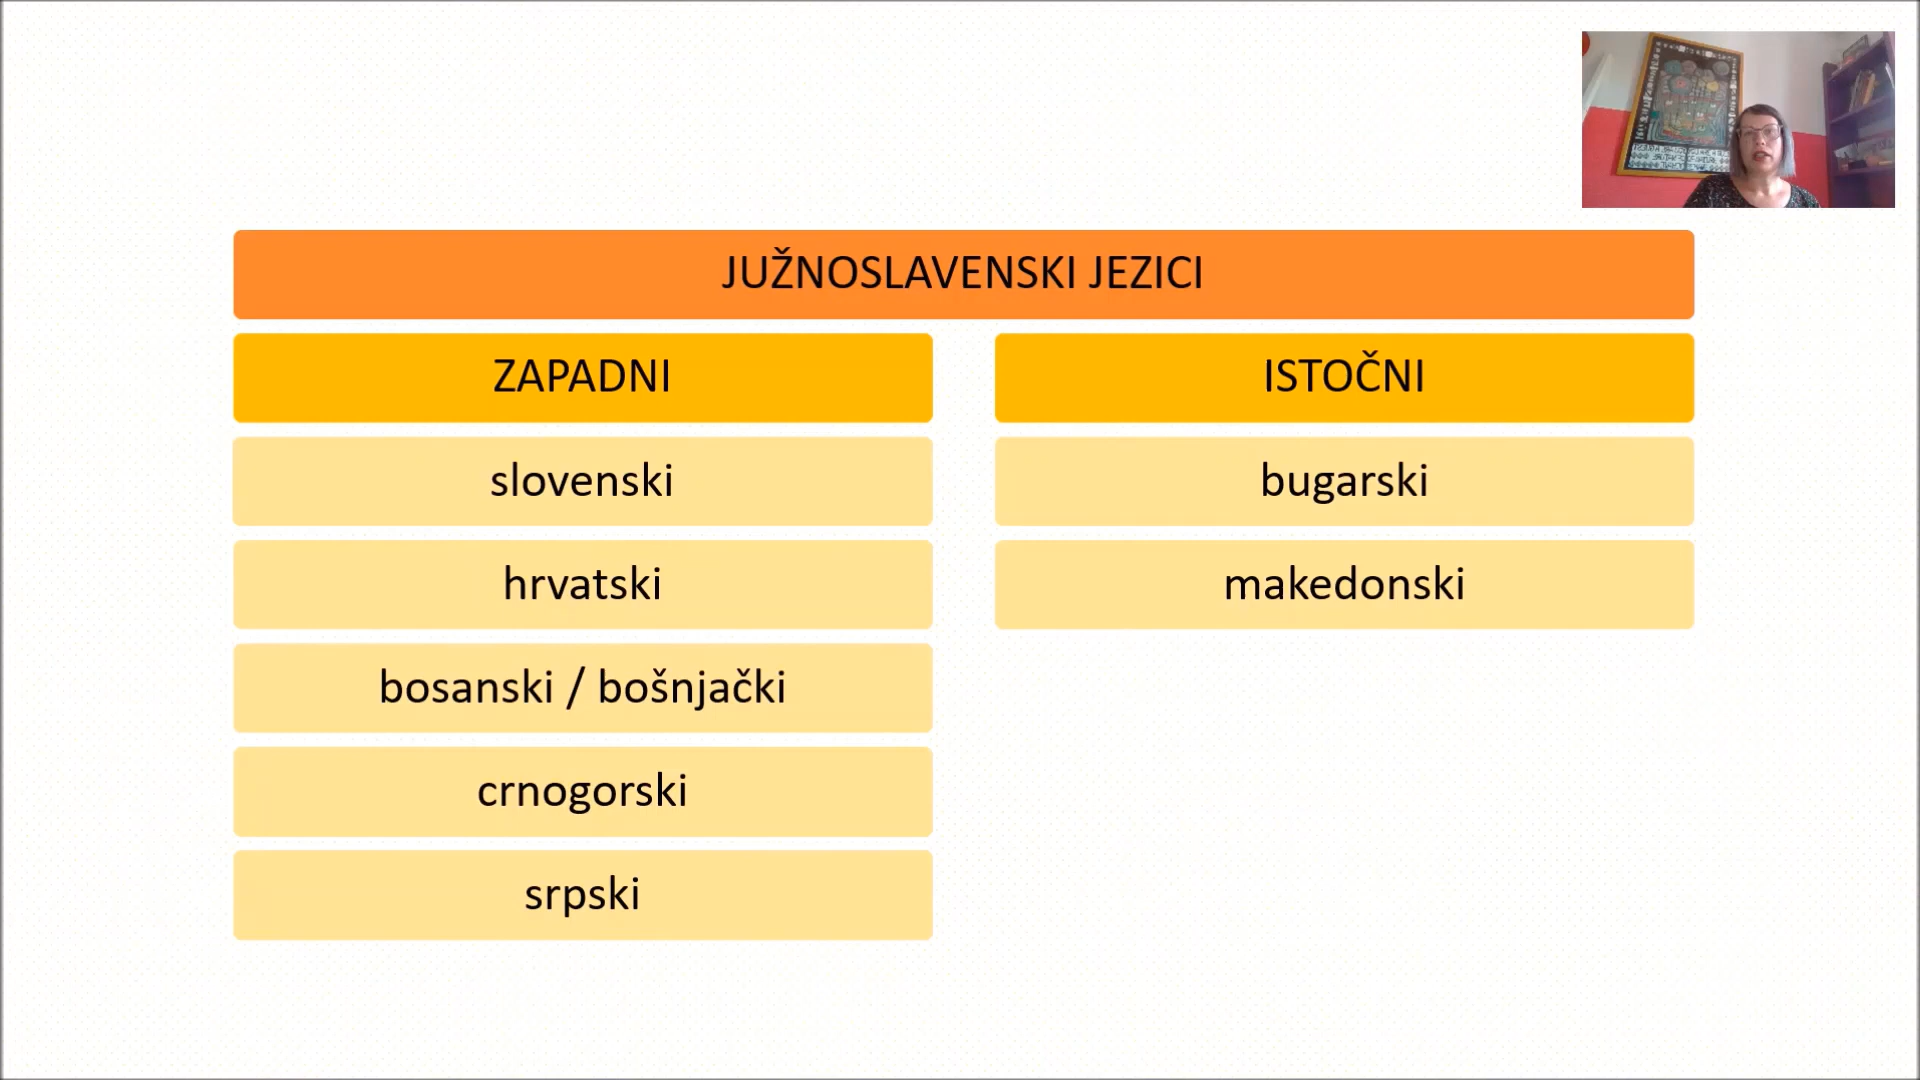 JUŽNOSLAVENSKI JEZICI
ZAPADNI
slovenski
hrvatski
bosanski / bošnjački
crnogorski
srpski
ISTOČNI
bugarski
makedonski